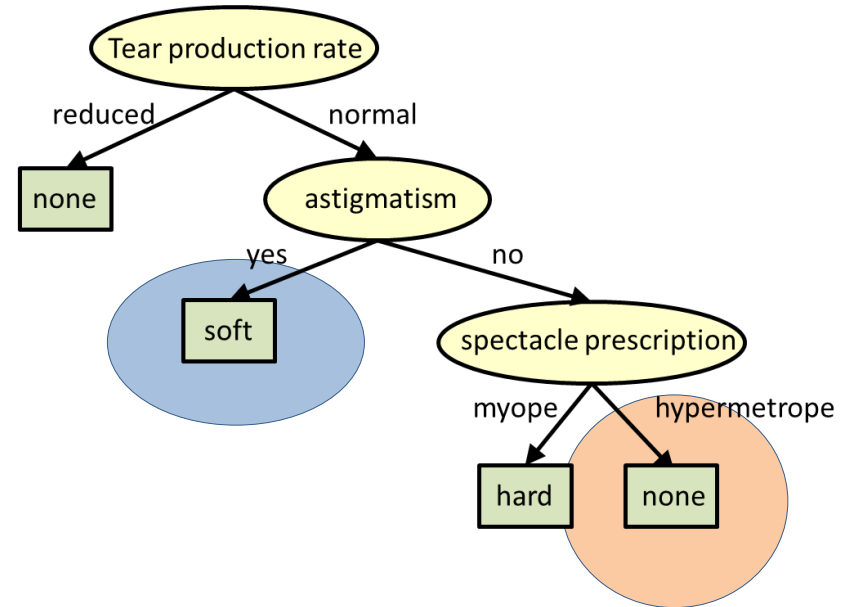 Tear production rate
reduced
normal
none
astigmatism
yes
no
soft
spectacle prescription
myope
hypermetrope
hard
none